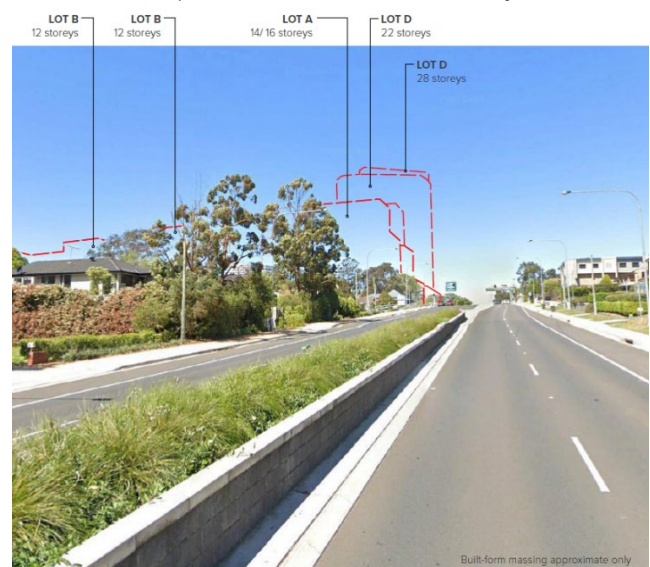 LOT B
12 storeys
LOT B
12 storeys
LOT A
14/ 16 storeys
LOT D
22 storeys
LOT D
28 storeys
Built-form massing approximate only